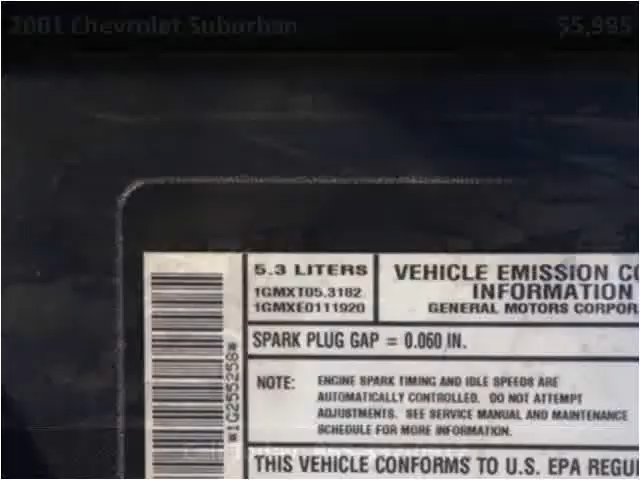 2001 Chevrolet Suburban $5,995
5.3 LITERS
1GMXT05.3182
1GMXE0111920
VEHICLE EMISSION CO
INFORMATION
GENERAL MOTORS CORPOR
SPARK PLUG GAP = 0.060 IN.
*1G255258*
NOTE: ENGINE SPARK TIMING AND IDLE SPEEDS ARE
AUTOMATICALLY CONTROLLED. DO NOT ATTEMPT
ADJUSTMENTS. SEE SERVICE MANUAL AND MAINTENANCE
SCHEDULE FOR MORE INFORMATION.
THIS VEHICLE CONFORMS TO U.S. EPA REGU